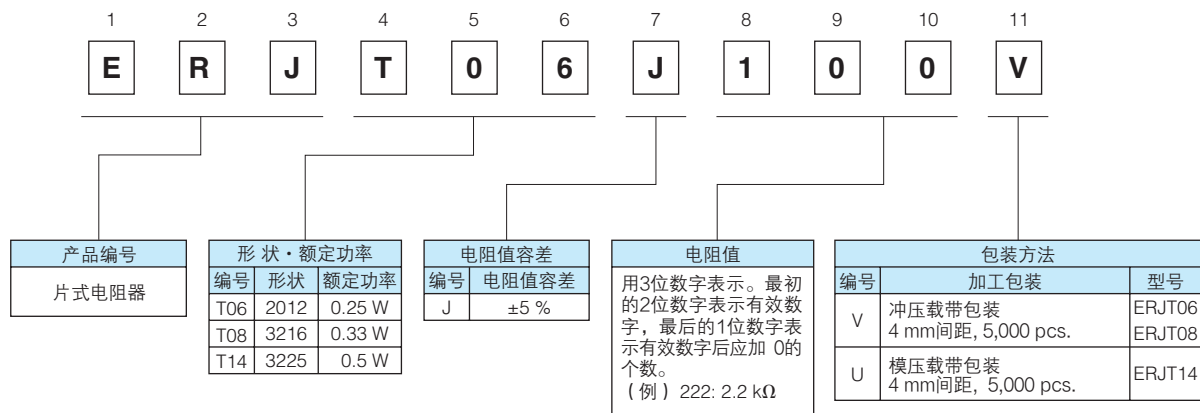 1 2 3 4 5 6 7 8 9 10 11
E R J T 0 6 J 1 0 0 V
产品编号
片式电阻器
形 状・额定功率
编号 形状 额定功率
T06 2012 0.25 W
T08 3216 0.33 W
T14 3225 0.5 W
电阻值容差
编号 电阻值容差
J ±5 %
电阻值
用3位数字表示。最初
的2位数字表示有效数
字，最后的1位数字表
示有效数字后应加 0的
个数。
（例）222: 2.2 kΩ
包装方法
编号 加工包装 型号
V 冲压载带包装 ERJT06
4 mm间距, 5,000 pcs. ERJT08
U 模压载带包装 ERJT14
4 mm间距, 5,000 pcs.